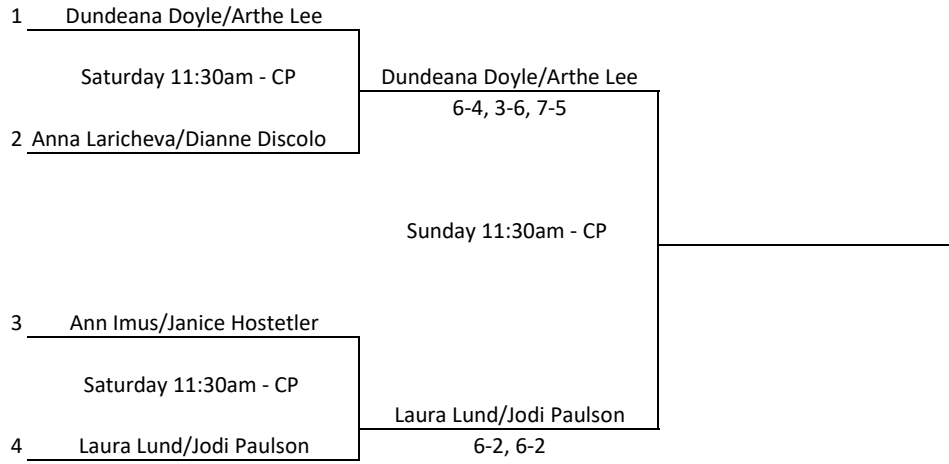 1 Dundeana Doyle/Arthe Lee
Saturday 11:30am - CP
Dundeana Doyle/Arthe Lee
6-4, 3-6, 7-5
2 Anna Laricheva/Dianne Discolo
Sunday 11:30am - CP
3 Ann Imus/Janice Hostetler
Saturday 11:30am - CP
Laura Lund/Jodi Paulson
4 Laura Lund/Jodi Paulson
6-2, 6-2